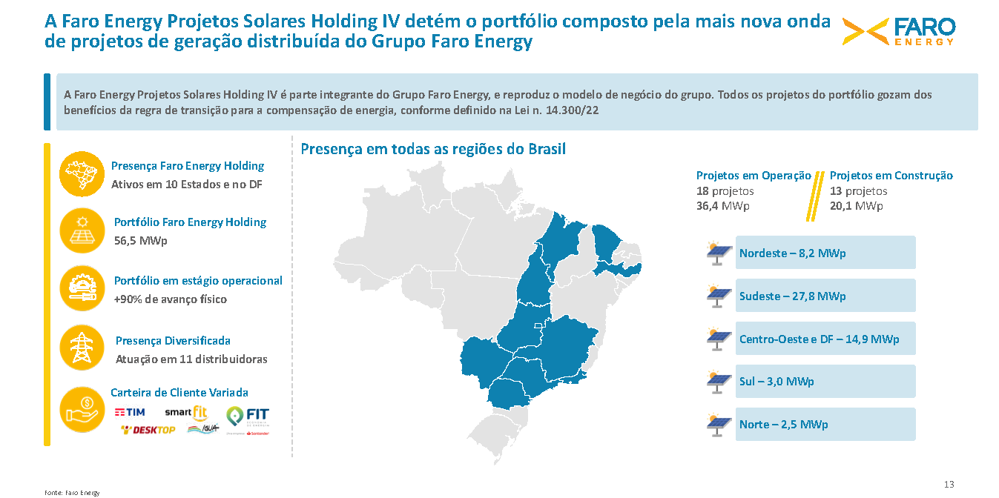 A Faro Energy Projetos Solares Holding IV detém o portfólio composto pela mais nova onda
de projetos de geração distribuída do Grupo Faro Energy
FARO
ENERGY
A Faro Energy Projetos Solares Holding IV é parte integrante do Grupo Faro Energy, e reproduz o modelo de negócio do grupo. Todos os projetos do portfólio gozam dos
benefícios da regra de transição para a compensação de energia, conforme definido na Lei n. 14.300/22
Presença Faro Energy Holding
Ativos em 10 Estados e no DF
Portfólio Faro Energy Holding
56,5 MWp
Portfólio em estágio operacional
+90% de avanço físico
Presença Diversificada
Atuação em 11 distribuidoras
Carteira de Cliente Variada
TIM
smart fit
FIT
DESKTOP
IGUÁ
Santander
Presença em todas as regiões do Brasil
Projetos em Operação
18 projetos
36,4 MWp
Projetos em Construção
13 projetos
20,1 MWp
Nordeste – 8,2 MWp
Sudeste – 27,8 MWp
Centro-Oeste e DF – 14,9 MWp
Sul – 3,0 MWp
Norte – 2,5 MWp
Fonte: Faro Energy
13